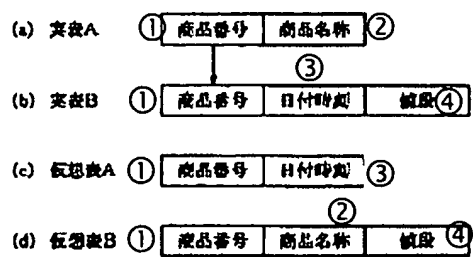 (a) 実表A ① 商品番号 商品名称 ②
③
(b) 実表B ① 商品番号 日付時刻 値段 ④
(c) 仮想表A ① 商品番号 日付時刻 ③
②
(d) 仮想表B ① 商品番号 商品名称 値段 ④